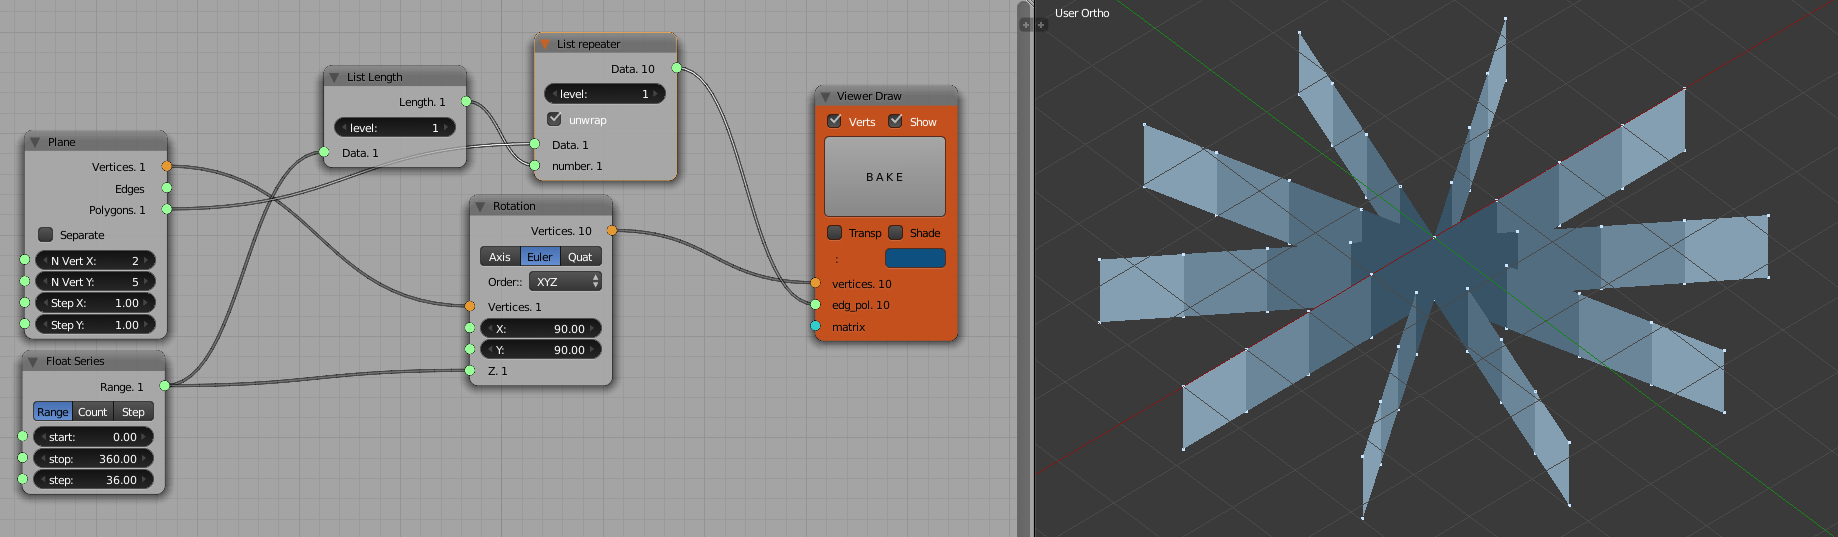 Plane
Vertices. 1
Edges
Polygons. 1
Separate
N Vert X: 2
N Vert Y: 5
Step X: 1.00
Step Y: 1.00
Float Series
Range. 1
Range Count Step
start: 0.00
stop: 360.00
step: 36.00
List Length
Length. 1
level: 1
Data. 1
List repeater
Data. 10
level: 1
unwrap
Data. 1
number. 1
Rotation
Vertices. 10
Axis Euler Quat
Order:: XYZ
Vertices. 1
X: 90.00
Y: 90.00
Z. 1
Viewer Draw
Verts Show
BAKE
Transp Shade
:
vertices. 10
edg_pol. 10
matrix
User Ortho